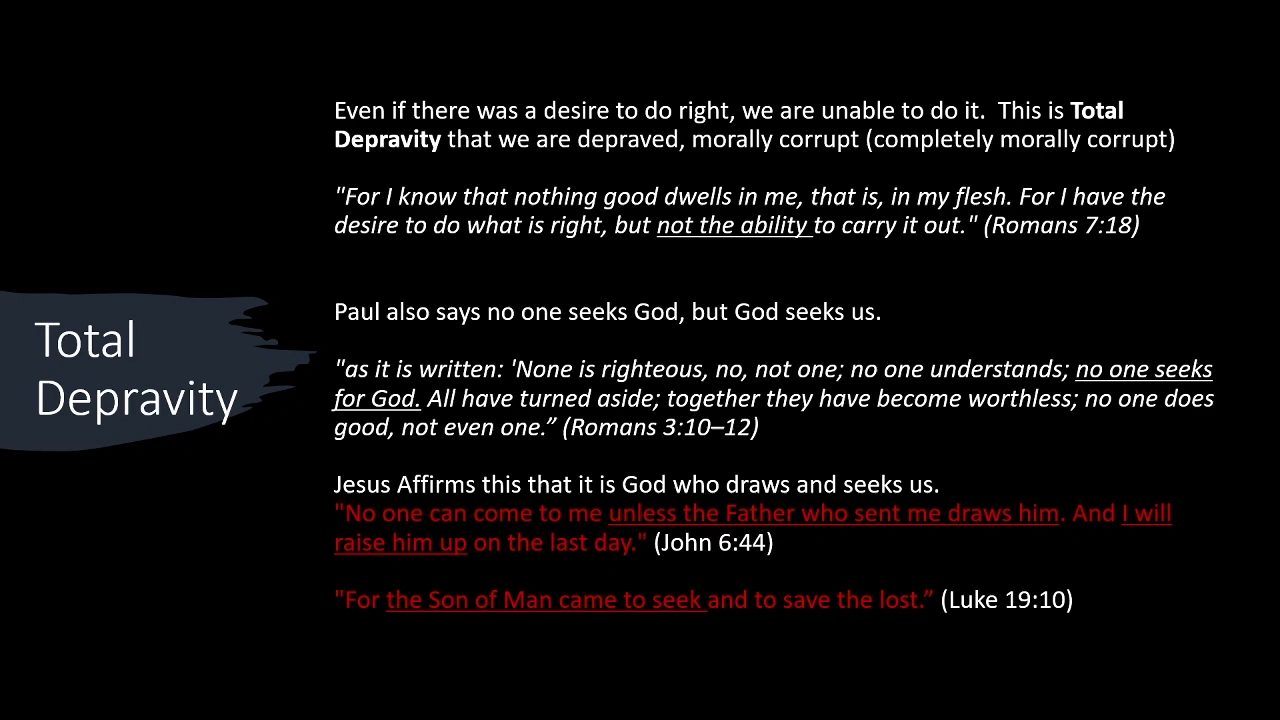 Total
Depravity
Even if there was a desire to do right, we are unable to do it.  This is Total
Depravity that we are depraved, morally corrupt (completely morally corrupt)
"For I know that nothing good dwells in me, that is, in my flesh. For I have the
desire to do what is right, but not the ability to carry it out." (Romans 7:18)
Paul also says no one seeks God, but God seeks us.
"as it is written: 'None is righteous, no, not one; no one understands; no one seeks
for God. All have turned aside; together they have become worthless; no one does
good, not even one.” (Romans 3:10–12)
Jesus Affirms this that it is God who draws and seeks us.
"No one can come to me unless the Father who sent me draws him. And I will
raise him up on the last day." (John 6:44)
"For the Son of Man came to seek and to save the lost.” (Luke 19:10)